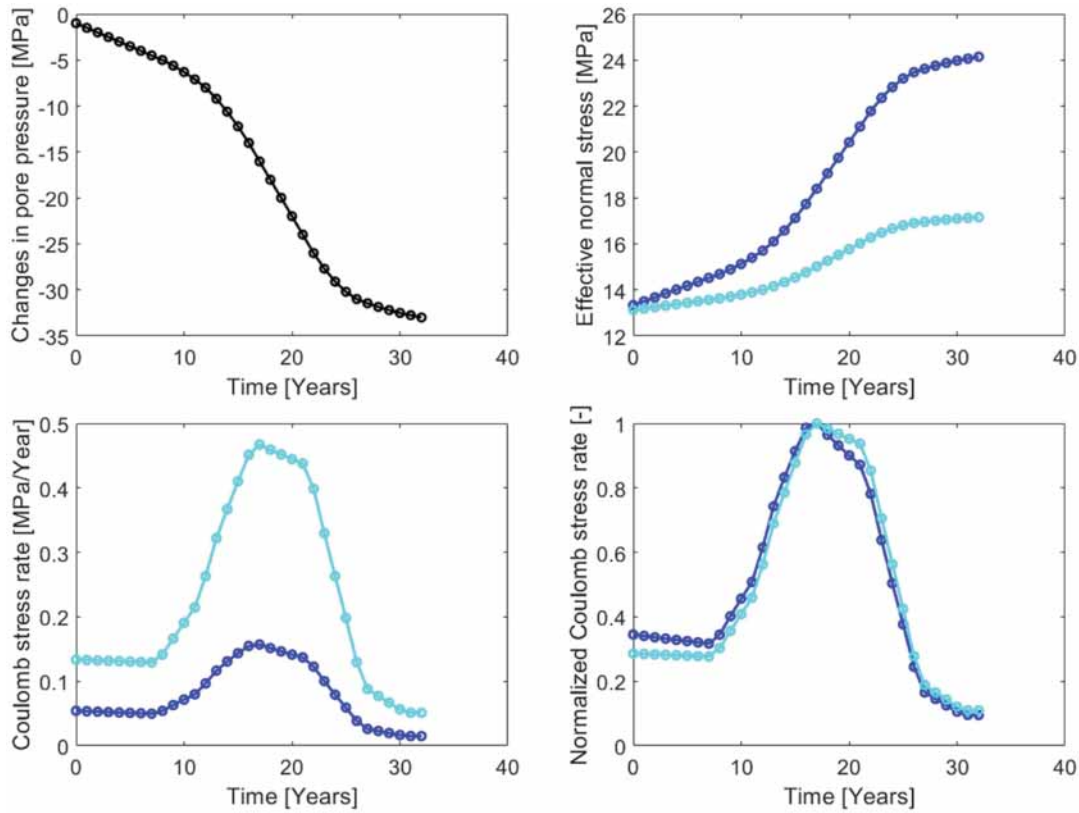 Changes in pore pressure [MPa]
0
-5
-10
-15
-20
-25
-30
-35
0 10 20 30 40
Time [Years]
Effective normal stress [MPa]
26
24
22
20
18
16
14
12
0 10 20 30 40
Time [Years]
Coulomb stress rate [MPa/Year]
0.5
0.4
0.3
0.2
0.1
0
0 10 20 30 40
Time [Years]
Normalized Coulomb stress rate [-]
1
0.8
0.6
0.4
0.2
0
0 10 20 30 40
Time [Years]